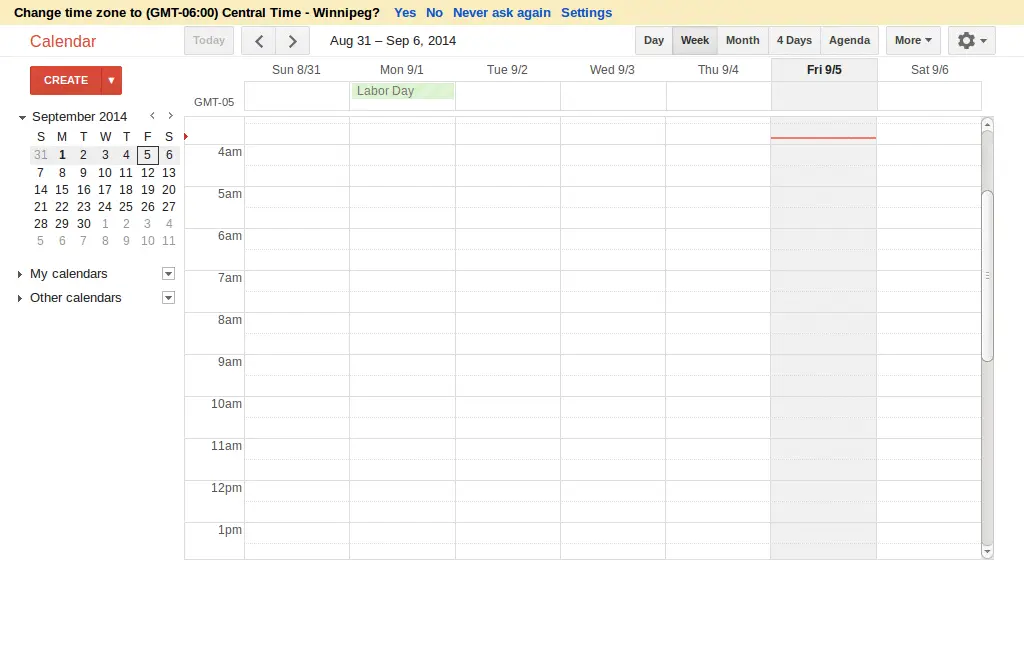 Change time zone to (GMT-06:00) Central Time - Winnipeg? Yes No Never ask again Settings
Calendar Today Aug 31 – Sep 6, 2014 Day Week Month 4 Days Agenda More
CREATE
Sun 8/31 Mon 9/1 Tue 9/2 Wed 9/3 Thu 9/4 Fri 9/5 Sat 9/6
GMT-05 Labor Day
September 2014
S M T W T F S
31 1 2 3 4 5 6
7 8 9 10 11 12 13
14 15 16 17 18 19 20
21 22 23 24 25 26 27
28 29 30 1 2 3 4
5 6 7 8 9 10 11
My calendars
Other calendars
4am
5am
6am
7am
8am
9am
10am
11am
12pm
1pm